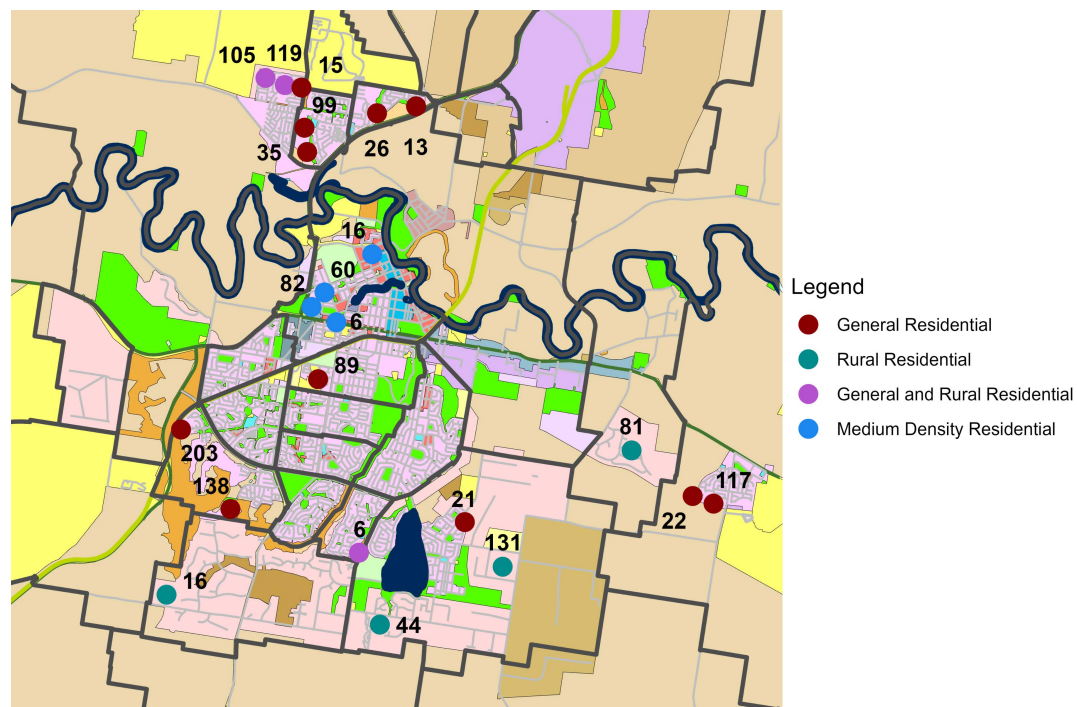 105 119 15
99
35 26 13
16
60
82
6
89
203
138
81
117
22
21
131
6
16
44
Legend
General Residential
Rural Residential
General and Rural Residential
Medium Density Residential